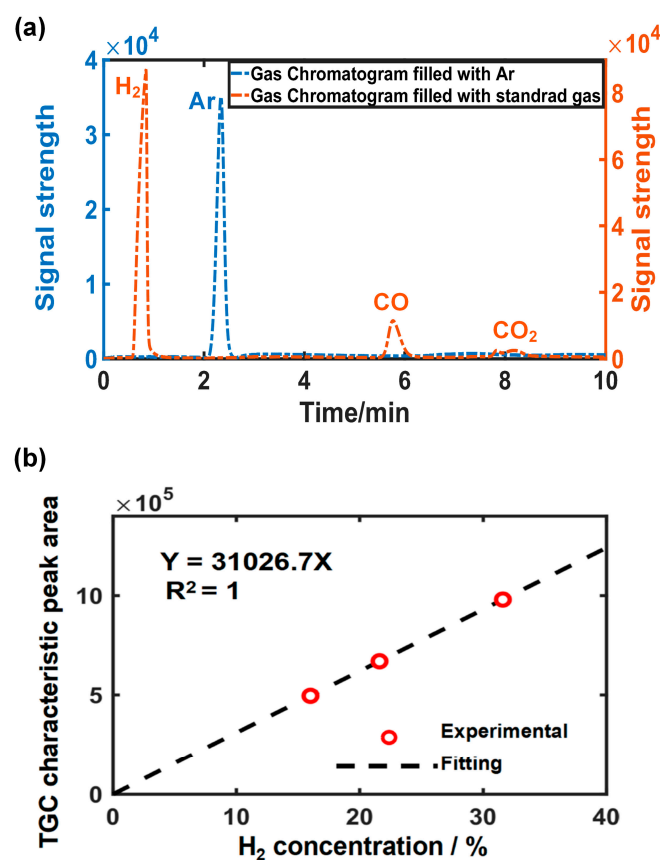 (a)
×10⁴
×10⁴
Gas Chromatogram filled with Ar
Gas Chromatogram filled with standrad gas
H₂
Ar
CO
CO₂
Signal strength
Signal strength
4
3
2
1
0
8
6
4
2
0
0 2 4 6 8 10
Time/min
(b)
×10⁵
TGC characteristic peak area
Y = 31026.7X
R² = 1
10
5
0
Experimental
Fitting
0 10 20 30 40
H₂ concentration / %